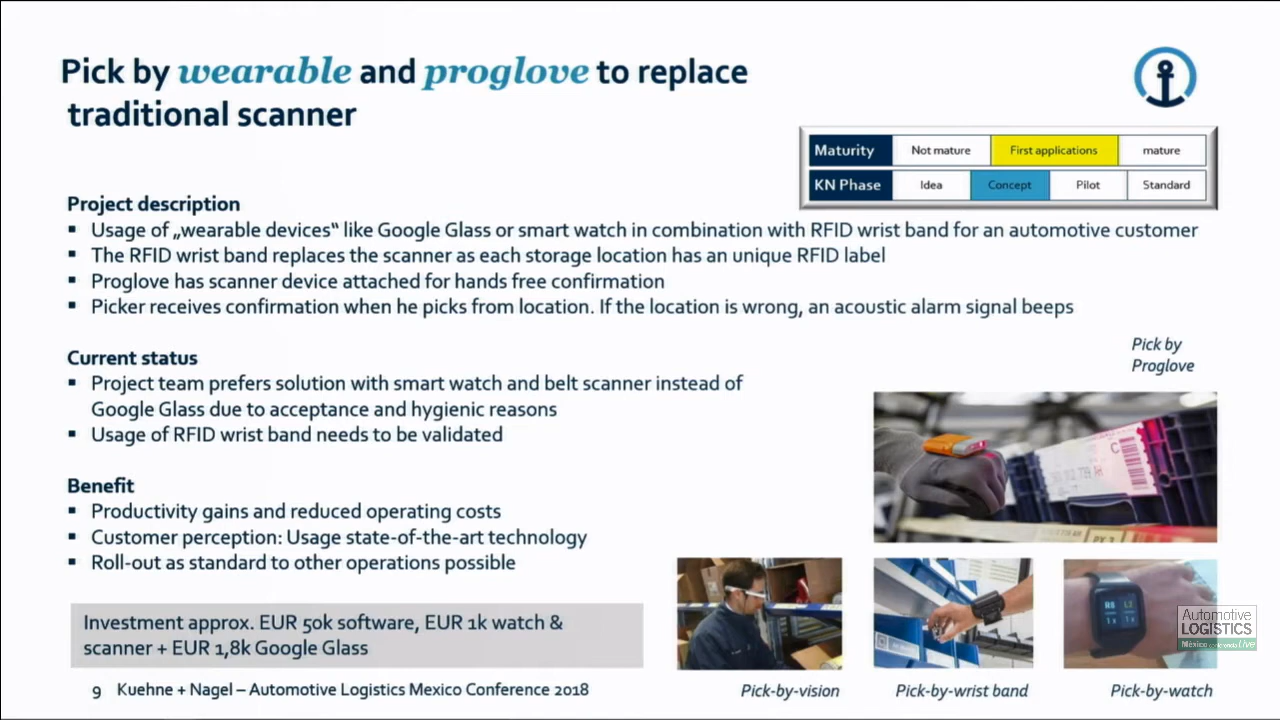 Pick by wearable and proglove to replace
traditional scanner
Maturity Not mature First applications mature
KN Phase Idea Concept Pilot Standard
Project description
▪ Usage of „wearable devices“ like Google Glass or smart watch in combination with RFID wrist band for an automotive customer
▪ The RFID wrist band replaces the scanner as each storage location has an unique RFID label
▪ Proglove has scanner device attached for hands free confirmation
▪ Picker receives confirmation when he picks from location. If the location is wrong, an acoustic alarm signal beeps
Current status
▪ Project team prefers solution with smart watch and belt scanner instead of
Google Glass due to acceptance and hygienic reasons
▪ Usage of RFID wrist band needs to be validated
Benefit
▪ Productivity gains and reduced operating costs
▪ Customer perception: Usage state-of-the-art technology
▪ Roll-out as standard to other operations possible
Investment approx. EUR 50k software, EUR 1k watch &
scanner + EUR 1,8k Google Glass
Pick by
Proglove
Pick-by-vision
Pick-by-wrist band
Pick-by-watch
Automotive
LOGISTICS
9 Kuehne + Nagel – Automotive Logistics Mexico Conference 2018